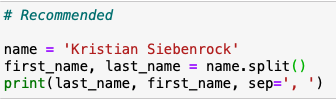 # Recommended
name = 'Kristian Siebenrock'
first_name, last_name = name.split()
print(last_name, first_name, sep=', ')